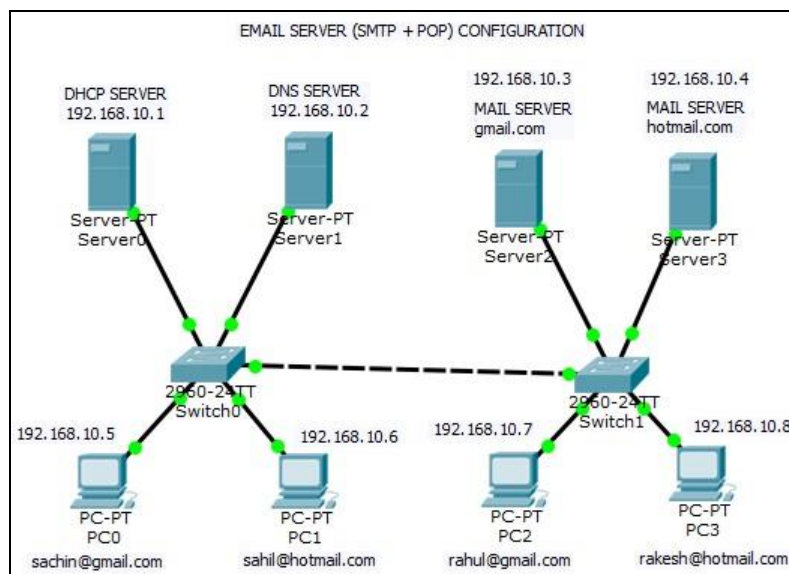 EMAIL SERVER (SMTP + POP) CONFIGURATION
DHCP SERVER
192.168.10.1
DNS SERVER
192.168.10.2
192.168.10.3
MAIL SERVER
gmail.com
192.168.10.4
MAIL SERVER
hotmail.com
Server-PT
Server0
Server-PT
Server1
Server-PT
Server2
Server-PT
Server3
2960-24TT
Switch0
2960-24TT
Switch1
192.168.10.5
192.168.10.6
192.168.10.7
192.168.10.8
PC-PT
PC0
PC-PT
PC1
PC-PT
PC2
PC-PT
PC3
sachin@gmail.com
sahil@hotmail.com
rahul@gmail.com
rakesh@hotmail.com